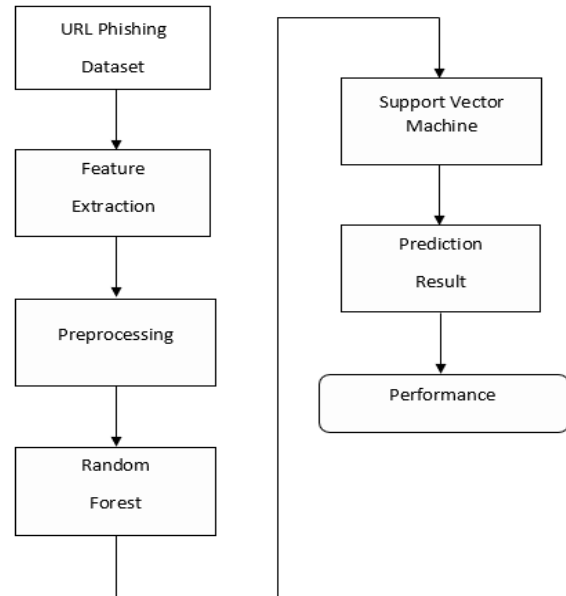 URL Phishing
Dataset
Feature
Extraction
Preprocessing
Random
Forest
Support Vector
Machine
Prediction
Result
Performance